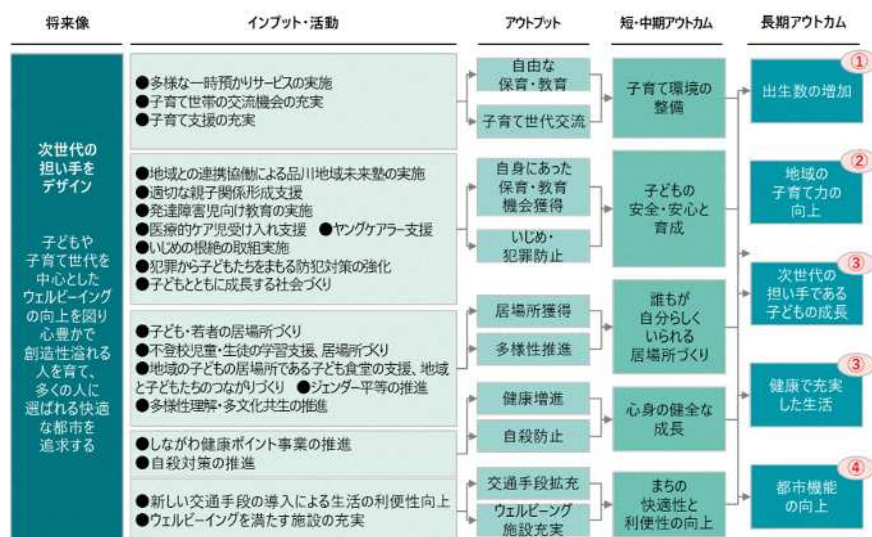 将来像
インプット・活動
アウトプット
短・中期アウトカム
長期アウトカム
次世代の
担い手を
デザイン
子どもや
子育て世代を
中心とした
ウェルビーイング
の向上を図り
心豊かで
創造性溢れる
人を育て、
多くの人に
選ばれる快適
な都市を
追求する
●多様な一時預かりサービスの実施
●子育て世帯の交流機会の充実
●子育て支援の充実
●地域との連携協働による品川地域未来塾の実施
●適切な親子関係形成支援
●発達障害児向け教育の実施
●医療的ケア児受け入れ支援 ●ヤングケアラー支援
●いじめの根絶の取組実施
●犯罪から子どもたちをまもる防犯対策の強化
●子どもとともに成長する社会づくり
●子ども・若者の居場所づくり
●不登校児童・生徒の学習支援、居場所づくり
●地域の子どもの居場所である子ども食堂の支援、地域
と子どもたちのつながりづくり ●ジェンダー平等の推進
●多様性理解・多文化共生の推進
●しながわ健康ポイント事業の推進
●自殺対策の推進
●新しい交通手段の導入による生活の利便性向上
●ウェルビーイングを満たす施設の充実
自由な
保育・教育
子育て世代交流
自身にあった
保育・教育
機会獲得
いじめ・
犯罪防止
居場所獲得
多様性推進
健康増進
自殺防止
交通手段拡充
ウェルビーング
施設充実
子育て環境の
整備
子どもの
安全・安心と
育成
誰もが
自分らしく
いられる
居場所づくり
心身の健全な
成長
まちの
快適性と
利便性の向上
①
出生数の増加
②
地域の
子育て力の
向上
③
次世代の
担い手である
子どもの成長
③
健康で充実
した生活
④
都市機能
の向上